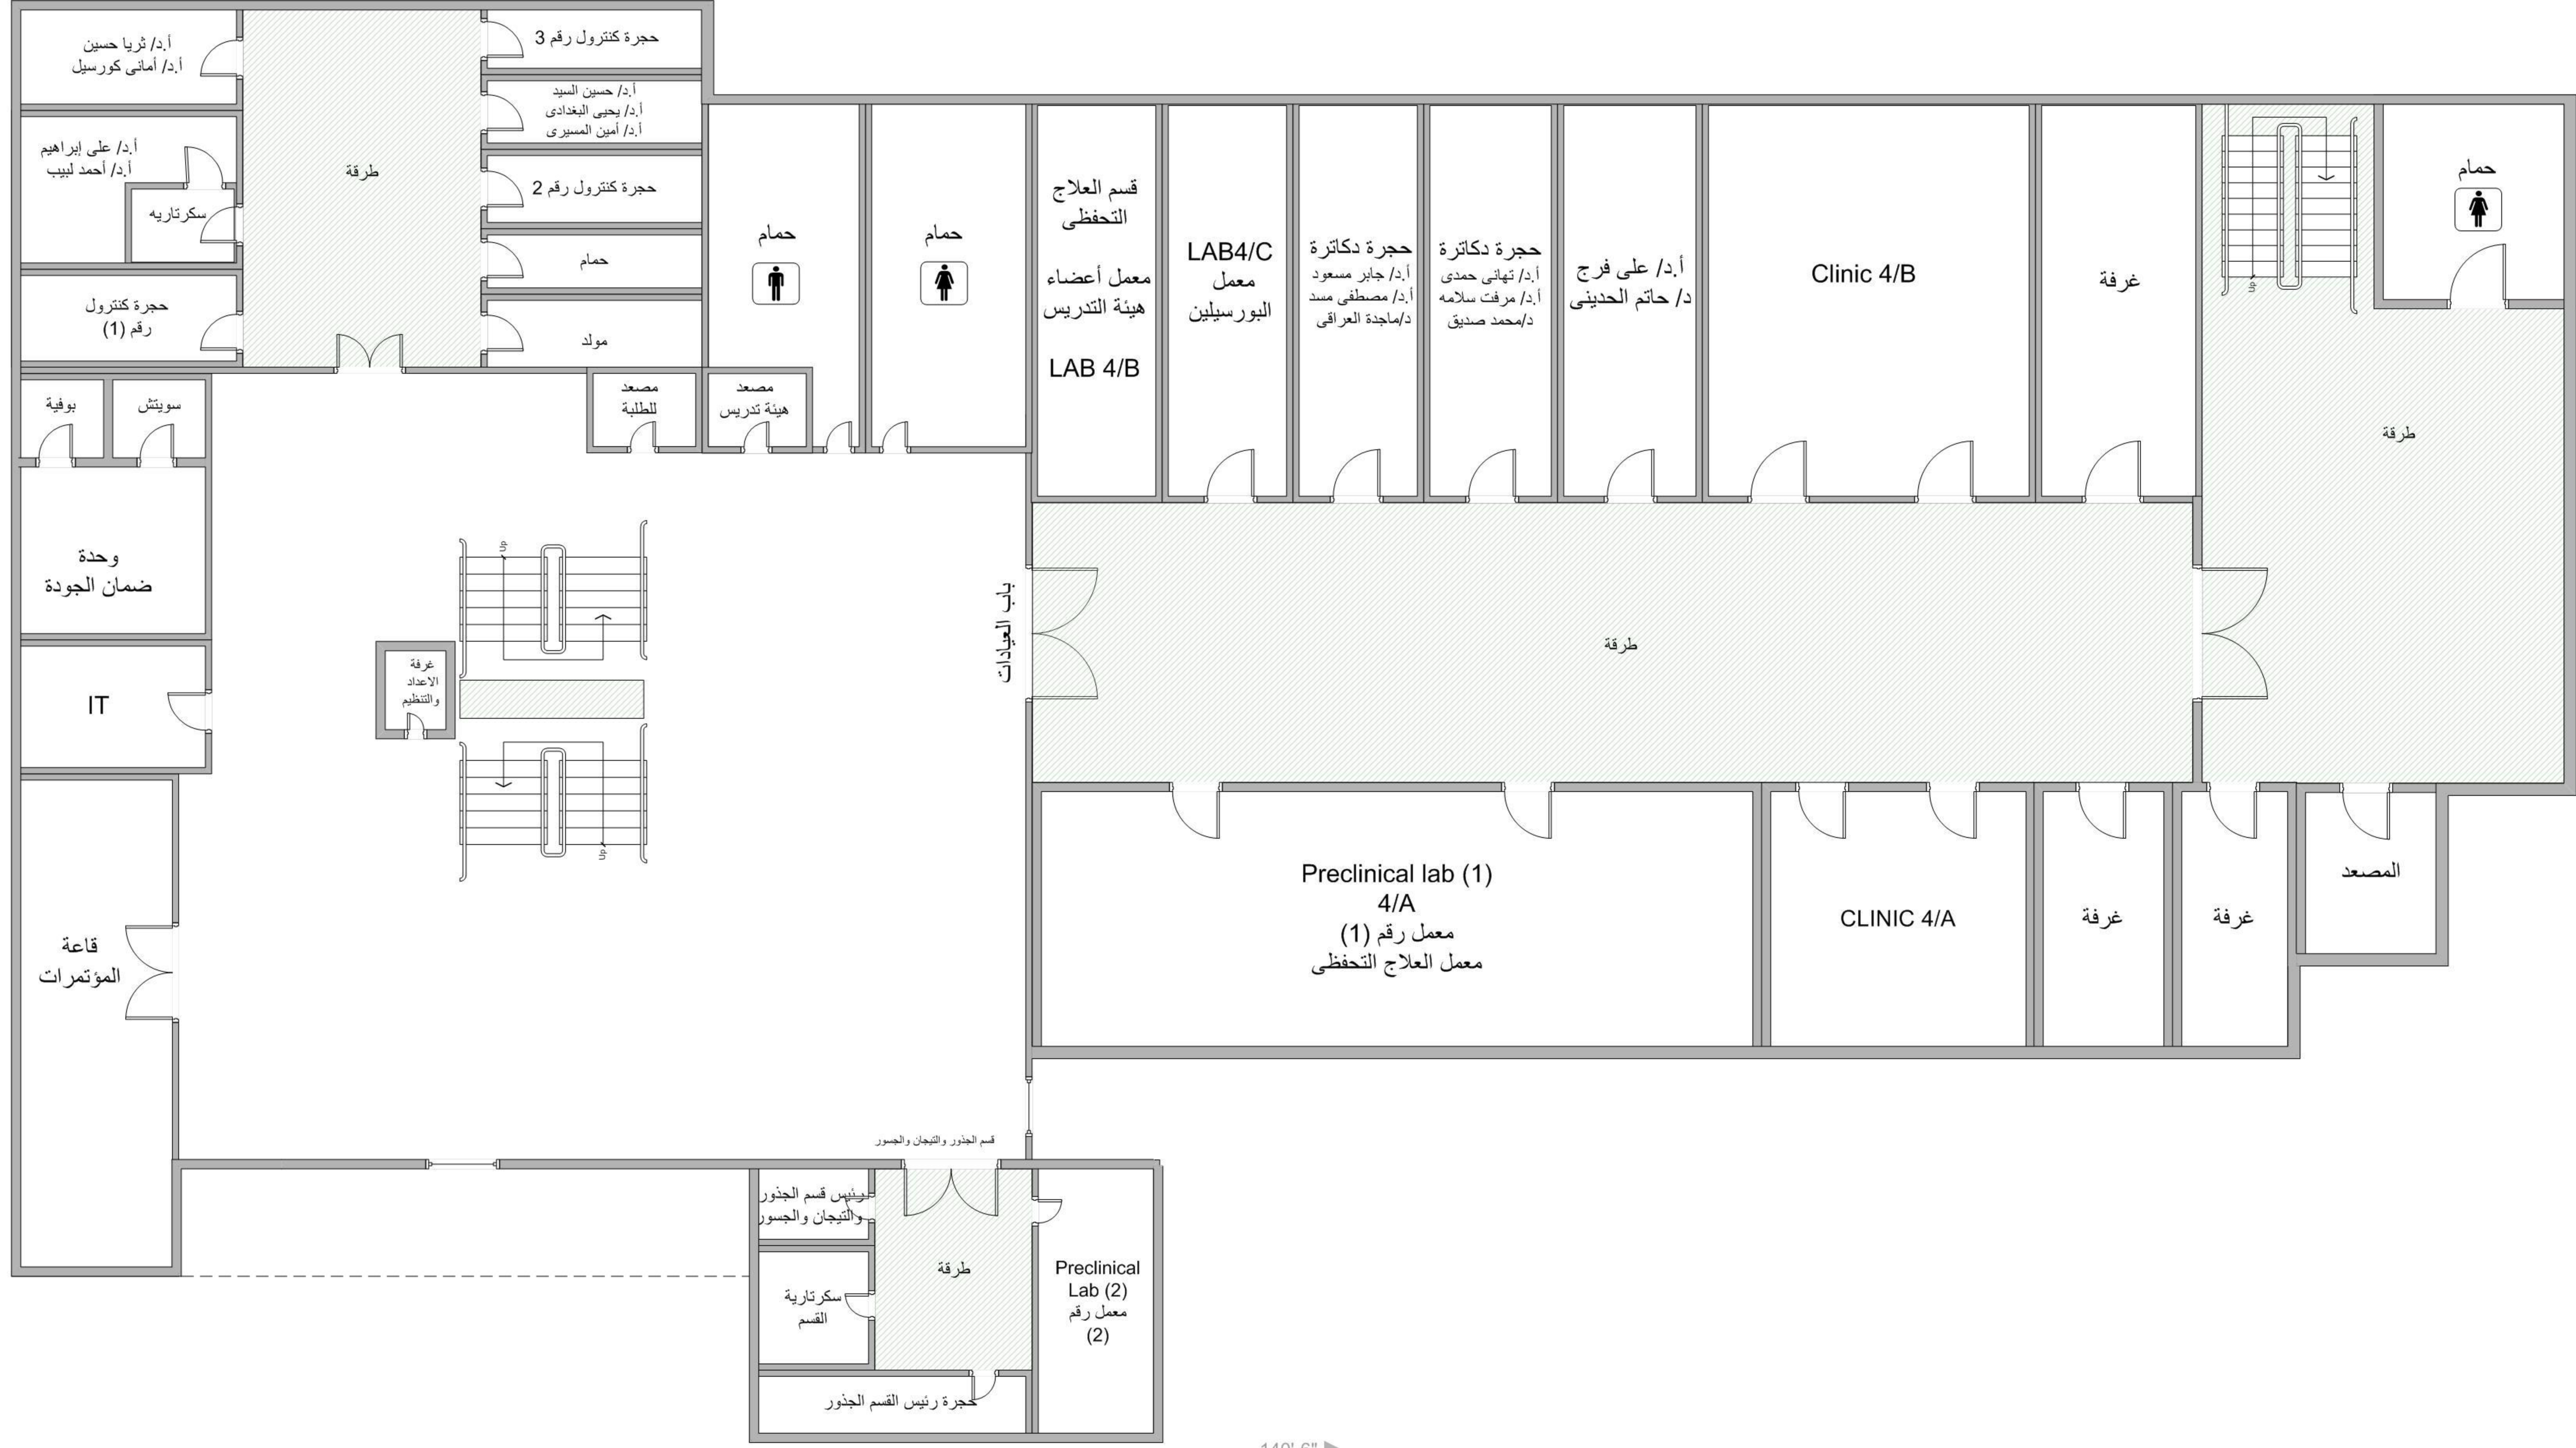 أ.د/ ثريا حسين
أ.د/ أمانى كورسيل
حجرة كنترول رقم 3
أ.د/ حسين السيد
أ.د/ يحيى البغدادى
أ.د/ أمين المسيرى
أ.د/ على إبراهيم
أ.د/ أحمد لبيب
سكرتاريه
طرقة
حجرة كنترول رقم 2
حمام
حجرة كنترول
رقم (1)
مولد
بوفية
سويتش
مصعد
للطلبة
مصعد
هيئة تدريس
حمام
حمام
قسم العلاج
التحفظى
معمل أعضاء
هيئة التدريس
LAB 4/B
LAB4/C
معمل
البورسيلين
حجرة دكاترة
أ.د/ جابر مسعود
أ.د/ مصطفى مسد
د/ماجدة العراقى
حجرة دكاترة
أ.د/ تهانى حمدى
أ.د/ مرفت سلامه
د/محمد صديق
أ.د/ على فرج
د/ حاتم الحدينى
Clinic 4/B
غرفة
Up
حمام
طرقة
وحدة
ضمان الجودة
Up
باب العيادات
طرقة
غرفة
الاعداد
والتنظيم
IT
Up
قاعة
المؤتمرات
Preclinical lab (1)
4/A
معمل رقم (1)
معمل العلاج التحفظى
CLINIC 4/A
غرفة
غرفة
المصعد
قسم الجذور والتيجان والجسور
رئيس قسم الجذور
والتيجان والجسور
طرقة
سكرتارية
القسم
Preclinical
Lab (2)
معمل رقم
(2)
حجرة رئيس القسم الجذور